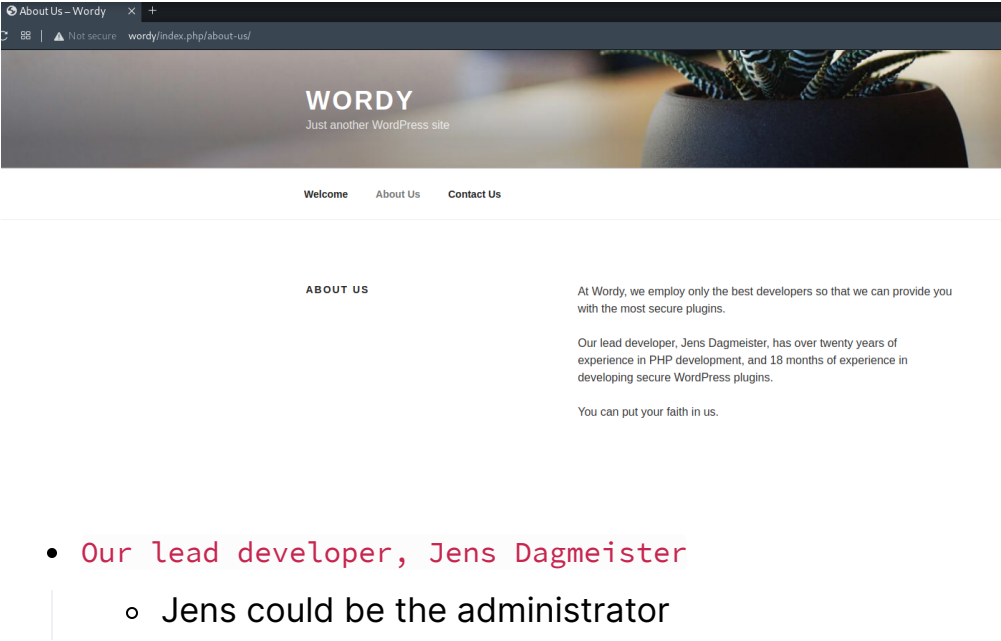 About Us – Wordy
Not secure wordy/index.php/about-us/
WORDY
Just another WordPress site
Welcome About Us Contact Us
ABOUT US
At Wordy, we employ only the best developers so that we can provide you
with the most secure plugins.
Our lead developer, Jens Dagmeister, has over twenty years of
experience in PHP development, and 18 months of experience in
developing secure WordPress plugins.
You can put your faith in us.
Our lead developer, Jens Dagmeister
Jens could be the administrator